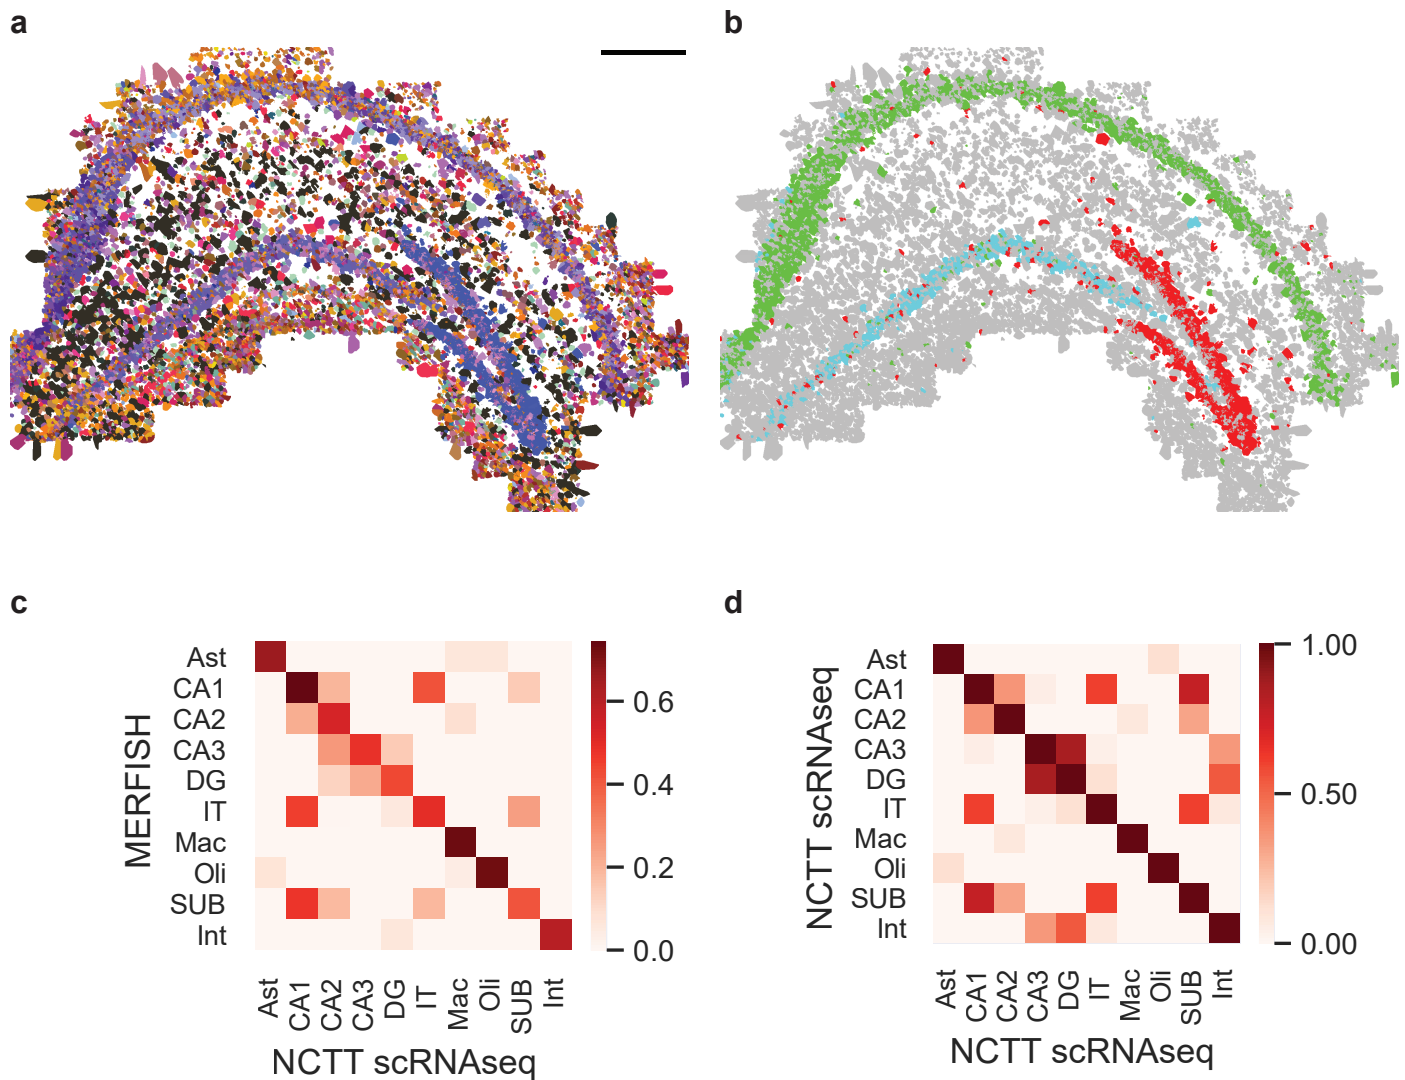 a
b
c
MERFISH
Ast
CA1
CA2
CA3
DG
IT
Mac
Oli
SUB
Int
0.6
0.4
0.2
0.0
Ast
CA1
CA2
CA3
DG
IT
Mac
Oli
SUB
Int
NCTT scRNAseq
d
NCTT scRNAseq
Ast
CA1
CA2
CA3
DG
IT
Mac
Oli
SUB
Int
1.00
0.50
0.00
Ast
CA1
CA2
CA3
DG
IT
Mac
Oli
SUB
Int
NCTT scRNAseq